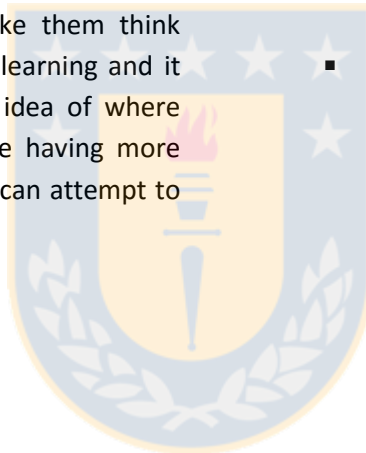 ke them think
learning and it
idea of where
e having more
can attempt to